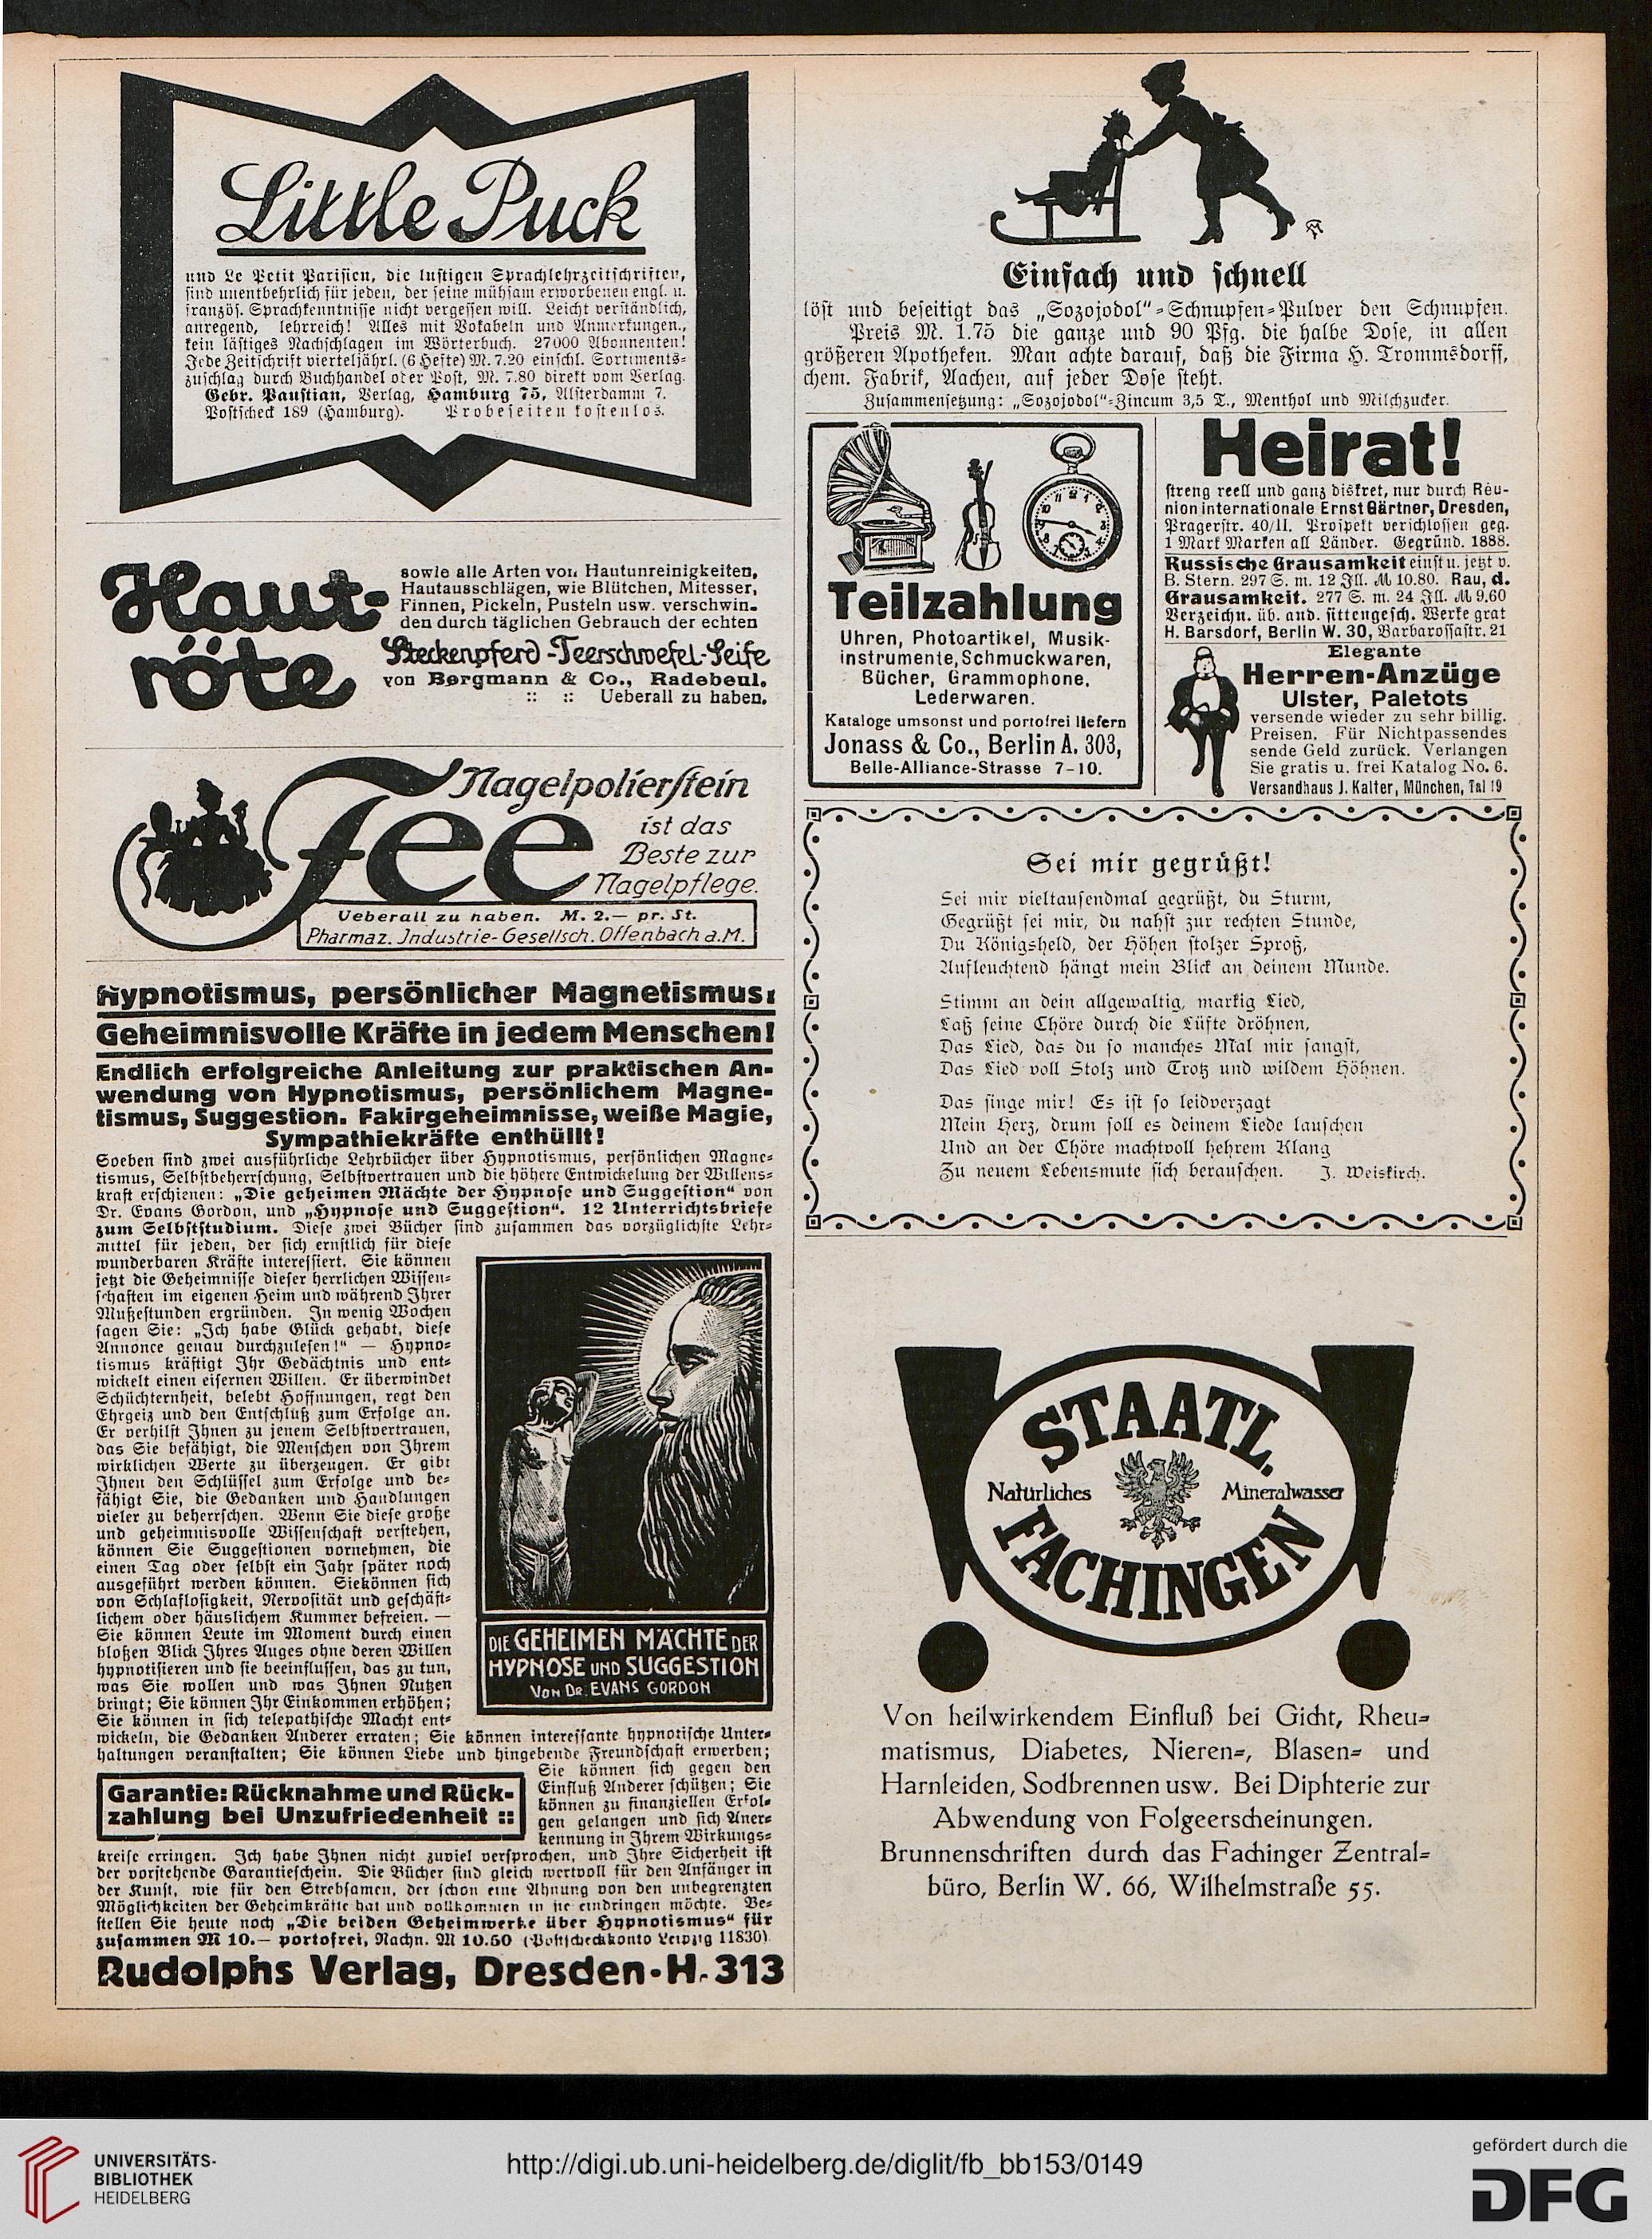 Little Puck
und Le Petit Parisien, die lustigen Sprachlehrzeitschriften,
sind unentbehrlich für jeden, der seine mühsam erworbenen engl. u.
französ. Sprachkenntnisse nicht vergessen will. Leicht verständlich,
anregend, lehrreich! Alles mit Vokabeln und Anmerkungen,
kein lästiges Nachschlagen im Wörterbuch. 27000 Abonnenten!
Jede Zeitschrift vierteljährl. (6 Hefte) M. 7.20 einschl. Sortiments-
zuschlag durch Buchhandel oder Post, M. 7.80 direkt vom Verlag.
Gebr. Paustian, Verlag, Hamburg 75, Alsterdamm 7.
Postscheck 189 (Hamburg). Probeseiten kostenlos.
Haut-
röte
sowie alle Arten von Hautunreinigkeiten,
Hautausschlägen, wie Blütchen, Mitesser,
Finnen, Pickeln, Pusteln usw. verschwin-
den durch täglichen Gebrauch der echten
Steckenpferd-Teerschwefel-Seife
von Bergmann & Co., Radebeul.
:: :: Ueberall zu haben.
Nagelpolierstein
Fee
ist das
Beste zur
Nagelpflege.
Ueberall zu haben. M. 2.— pr. St.
Pharmaz. Industrie-Gesellsch. Offenbach a.M.
Hypnotismus, persönlicher Magnetismus,
Geheimnisvolle Kräfte in jedem Menschen!
Endlich erfolgreiche Anleitung zur praktischen An-
wendung von Hypnotismus, persönlichem Magne-
tismus, Suggestion. Fakirgeheimnisse, weiße Magie,
Sympathiekräfte enthüllt!
Soeben sind zwei ausführliche Lehrbücher über Hypnotismus, persönlichen Magne-
tismus, Selbstbeherrschung, Selbstvertrauen und die höhere Entwickelung der Willens-
kraft erschienen: „Die geheimen Mächte der Hypnose und Suggestion" von
Dr. Evans Gordon, und „Hypnose und Suggestion". 12 Unterrichtsbriefe
zum Selbststudium. Diese zwei Bücher sind zusammen das vorzüglichste Lehr-
mittel für jeden, der sich ernstlich für diese
wunderbaren Kräfte interessiert. Sie können
jetzt die Geheimnisse dieser herrlichen Wissen-
schaften im eigenen Heim und während Ihrer
Mußestunden ergründen. In wenig Wochen
sagen Sie: „Ich habe Glück gehabt, diese
Annonce genau durchzulesen!" — Hypno-
tismus kräftigt Ihr Gedächtnis und ent-
wickelt einen eisernen Willen. Er überwindet
Schüchternheit, belebt Hoffnungen, regt den
Ehrgeiz und den Entschluß zum Erfolge an.
Er verhilft Ihnen zu jenem Selbstvertrauen,
das Sie befähigt, die Menschen von Ihrem
wirklichen Werte zu überzeugen. Er gibt
Ihnen den Schlüssel zum Erfolge und be-
fähigt Sie, die Gedanken und Handlungen
vieler zu beherrschen. Wenn Sie diese große
und geheimnisvolle Wissenschaft verstehen,
können Sie Suggestionen vornehmen, die
einen Tag oder selbst ein Jahr später noch
ausgeführt werden können. Sie können sich
von Schlaflosigkeit, Nervosität und geschäft-
lichem oder häuslichem Kummer befreien. —
Sie können Leute im Moment durch einen
bloßen Blick Ihres Auges ohne deren Willen
hypnotisieren und sie beeinflussen, das zu tun,
was Sie wollen und was Ihnen Nutzen
bringt; Sie können Ihr Einkommen erhöhen;
Sie können in sich telepathische Macht ent-
wickeln, die Gedanken Anderer erraten; Sie können interessante hypnotische Unter-
haltungen veranstalten; Sie können Liebe und hingebende Freundschaft erwerben;
Sie können sich gegen den
Einfluß Anderer schützen; Sie
können zu finanziellen Erfol-
gen gelangen und sich Aner-
kennung in Ihrem Wirkungs-
kreise erringen. Ich habe Ihnen nicht zuviel versprochen, und Ihre Sicherheit ist
der vorstehende Garantieschein. Die Bücher sind gleich wertvoll für den Anfänger in
der Kunst, wie für den Strebsamen, der schon eine Ahnung von den unbegrenzten
Möglichkeiten der Geheimkräfte hat und vollkommen in sie eindringen möchte. Be-
stellen Sie heute noch „Die beiden Geheimwerke über Hypnotismus" für
zusammen M 10.— portofrei, Nachn. M 10.50 (Postscheckkonto Leipzig 11830)
DIE GEHEIMEN MÄCHTE DER
HYPNOSE UND SUGGESTION
VON DR. EVANS GORDON
Garantie: Rücknahme und Rück-
zahlung bei Unzufriedenheit ::
Rudolphs Verlag, Dresden-H. 313
Einfach und schnell
löst und beseitigt das „Sozojodol"-Schnupfen-Pulver den Schnupfen.
Preis M. 1.75 die ganze und 90 Pfg. die halbe Dose, in allen
größeren Apotheken. Man achte darauf, daß die Firma H. Trommsdorff,
chem. Fabrik, Aachen, auf jeder Dose steht.
Zusammensetzung: „Sozojodol"-Zincum 3,5 T., Menthol und Milchzucker.
Teilzahlung
Uhren, Photoartikel, Musik-
instrumente, Schmuckwaren,
Bücher, Grammophone,
Lederwaren.
Kataloge umsonst und portofrei liefern
Jonass & Co., Berlin A. 303,
Belle-Alliance-Strasse 7-10.
Heirat!
streng reell und ganz diskret, nur durch Réu-
nion internationale Ernst Gärtner, Dresden,
Pragerstr. 40/II. Prospekt verschlossen geg.
1 Mark Marken all Länder. Gegründ. 1888.
Russische Grausamkeit einst u. jetzt v.
B. Stern. 297 S. m. 12 Ill. M 10.80. Rau, d.
Grausamkeit. 277 S. m. 24 Ill. M 9.60
Verzeichn. üb. and. sittengesch. Werke grat
H. Barsdorf, Berlin W. 30, Barbarossastr. 21
Elegante
Herren-Anzüge
Ulster, Paletots
versende wieder zu sehr billig.
Preisen. Für Nichtpassendes
sende Geld zurück. Verlangen
Sie gratis u. frei Katalog No. 6.
Versandhaus J. Kalter, München, Tal 19
Sei mir gegrüßt!
Sei mir vieltausendmal gegrüßt, du Sturm,
Gegrüßt sei mir, du nahst zur rechten Stunde,
Du Königsheld, der Höhen stolzer Sproß,
Aufleuchtend hängt mein Blick an deinem Munde.
Stimm an dein allgewaltig, markig Lied,
Laß seine Chöre durch die Lüfte dröhnen,
Das Lied, das du so manches Mal mir sangst,
Das Lied voll Stolz und Trotz und wildem Höhnen.
Das singe mir! Es ist so leidverzagt
Mein Herz, drum soll es deinem Liede lauschen
Und an der Chöre machtvoll hehrem Klang
Zu neuem Lebensmute sich berauschen. J. Weiskirch.
STAATL.
Natürliches Mineralwasser
FACHINGEN
Von heilwirkendem Einfluß bei Gicht, Rheu-
matismus, Diabetes, Nieren-, Blasen- und
Harnleiden, Sodbrennen usw. Bei Diphterie zur
Abwendung von Folgeerscheinungen.
Brunnenschriften durch das Fachinger Zentral-
büro, Berlin W. 66, Wilhelmstraße 55.
UNIVERSITÄTS-
BIBLIOTHEK
HEIDELBERG
http://digi.ub.uni-heidelberg.de/diglit/fb_bb153/0149
gefördert durch die
DFG